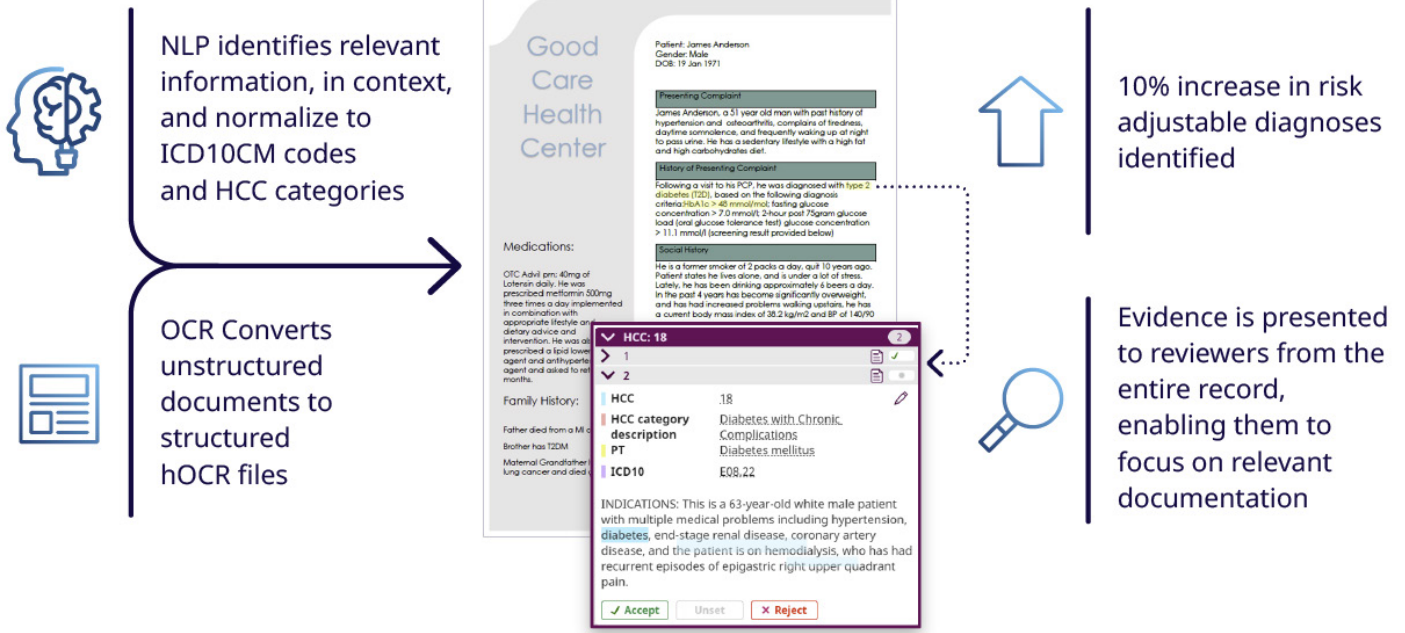 NLP identifies relevant
information, in context,
and normalize to
ICD10CM codes
and HCC categories
OCR Converts
unstructured
documents to
structured
hOCR files
Good
Care
Health
Center
Medications:
OTC Advil prn; 40mg of
Lotensin daily. He was
prescribed metformin 500mg
three times a day implemented
in combination with
appropriate lifestyle and
dietary advice and
intervention. He was
prescribed a lipid
agent and
agent and asked to
months.
Family History:
Father died from a MI
Brother has T2DM
Maternal Grandfather
lung cancer and died
Patient: James Anderson
Gender: Male
DOB: 19 Jan 1971
Presenting Complaint
James Anderson, a 51 year old man with past history of
hypertension and osteoarthritis, complains of tiredness,
daytime somnolence, and frequently waking up at night
to pass urine. He has a sedentary lifestyle with a high fat
and high carbohydrates diet.
History of Presenting Complaint
Following a visit to his PCP, he was diagnosed with type 2
diabetes (T2D), based on the following diagnosis
criteria:HbA1c > 48 mmol/mol; fasting glucose
concentration > 7.0 mmol/l; 2-hour post 75gram glucose
load (oral glucose tolerance test) glucose concentration
> 11.1 mmol/l (screening result provided below)
Social History
He is a former smoker of 2 packs a day, quit 10 years ago.
Patient states he lives alone, and is under a lot of stress.
Lately, he has been drinking approximately 6 beers a day.
In the past 4 years has become significantly overweight,
and has had increased problems walking upstairs, he has
a current body mass index of 38.2 kg/m2 and BP of 140/90
HCC: 18 2
1
2
HCC 18
HCC category Diabetes with Chronic
description Complications
PT Diabetes mellitus
ICD10 E08.22
INDICATIONS: This is a 63-year-old white male patient
with multiple medical problems including hypertension,
diabetes, end-stage renal disease, coronary artery
disease, and the patient is on hemodialysis, who has had
recurrent episodes of epigastric right upper quadrant
pain.
Accept Unset Reject
10% increase in risk
adjustable diagnoses
identified
Evidence is presented
to reviewers from the
entire record,
enabling them to
focus on relevant
documentation